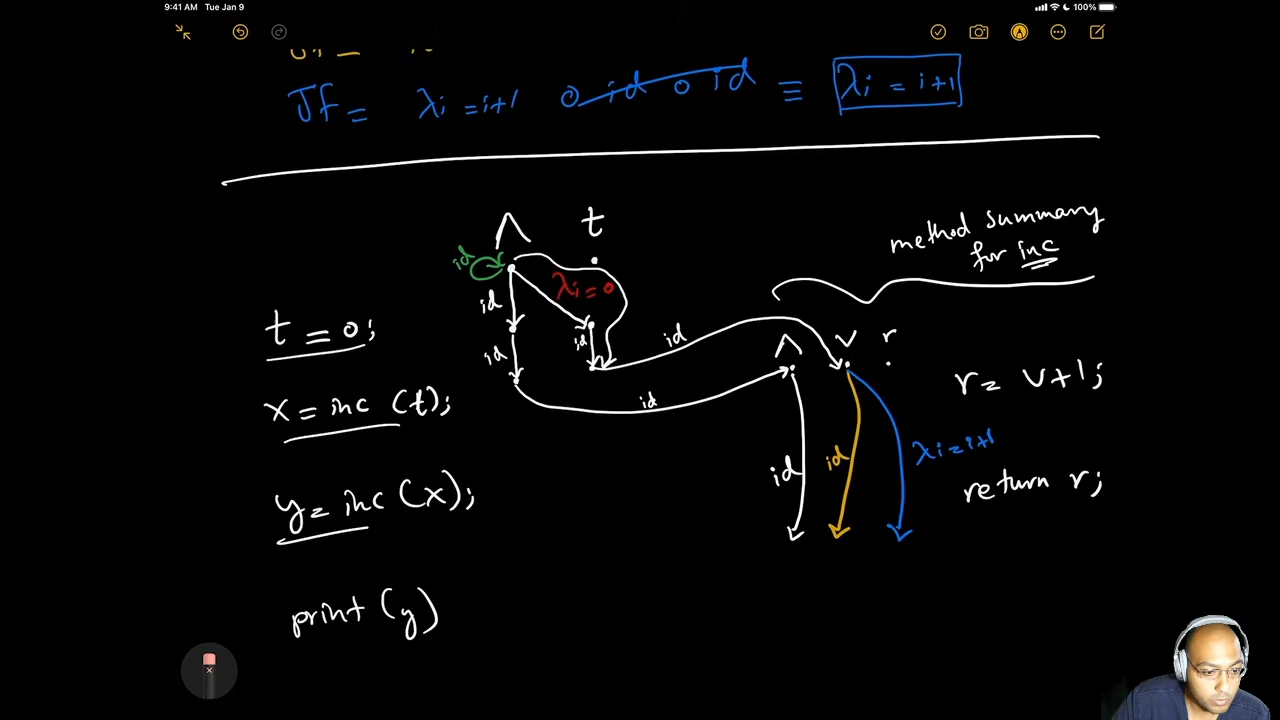 9:41 AM Tue Jan 9
100%
Jf = λi = i+1 o id o id ≡ λi = i+1
Λ t
method summary
for inc
id
λi = 0
id
id
id
id
id
Λ v r
t = 0;
x = inc (t);
y = inc (x);
print (y)
r = v+1;
return r;
id
id
λi = i+1